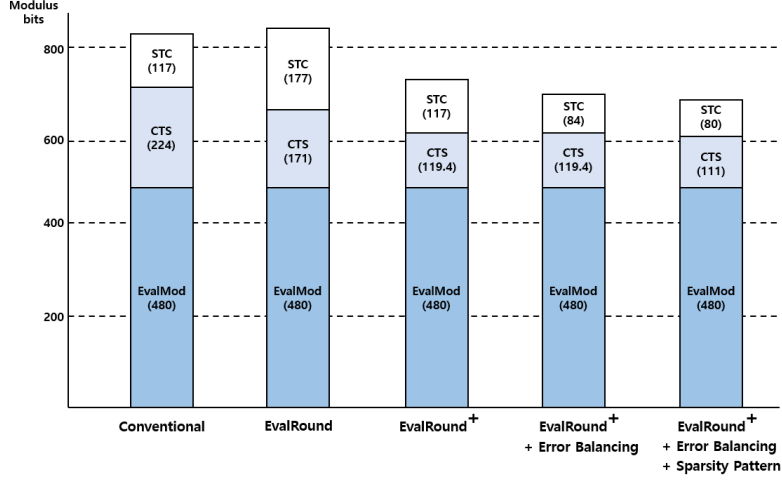 Modulus
bits
800
600
400
200
STC
(117)
CTS
(224)
EvalMod
(480)
STC
(177)
CTS
(171)
EvalMod
(480)
STC
(117)
CTS
(119.4)
EvalMod
(480)
STC
(84)
CTS
(119.4)
EvalMod
(480)
STC
(80)
CTS
(111)
EvalMod
(480)
Conventional
EvalRound
EvalRound+
EvalRound+
+ Error Balancing
EvalRound+
+ Error Balancing
+ Sparsity Pattern